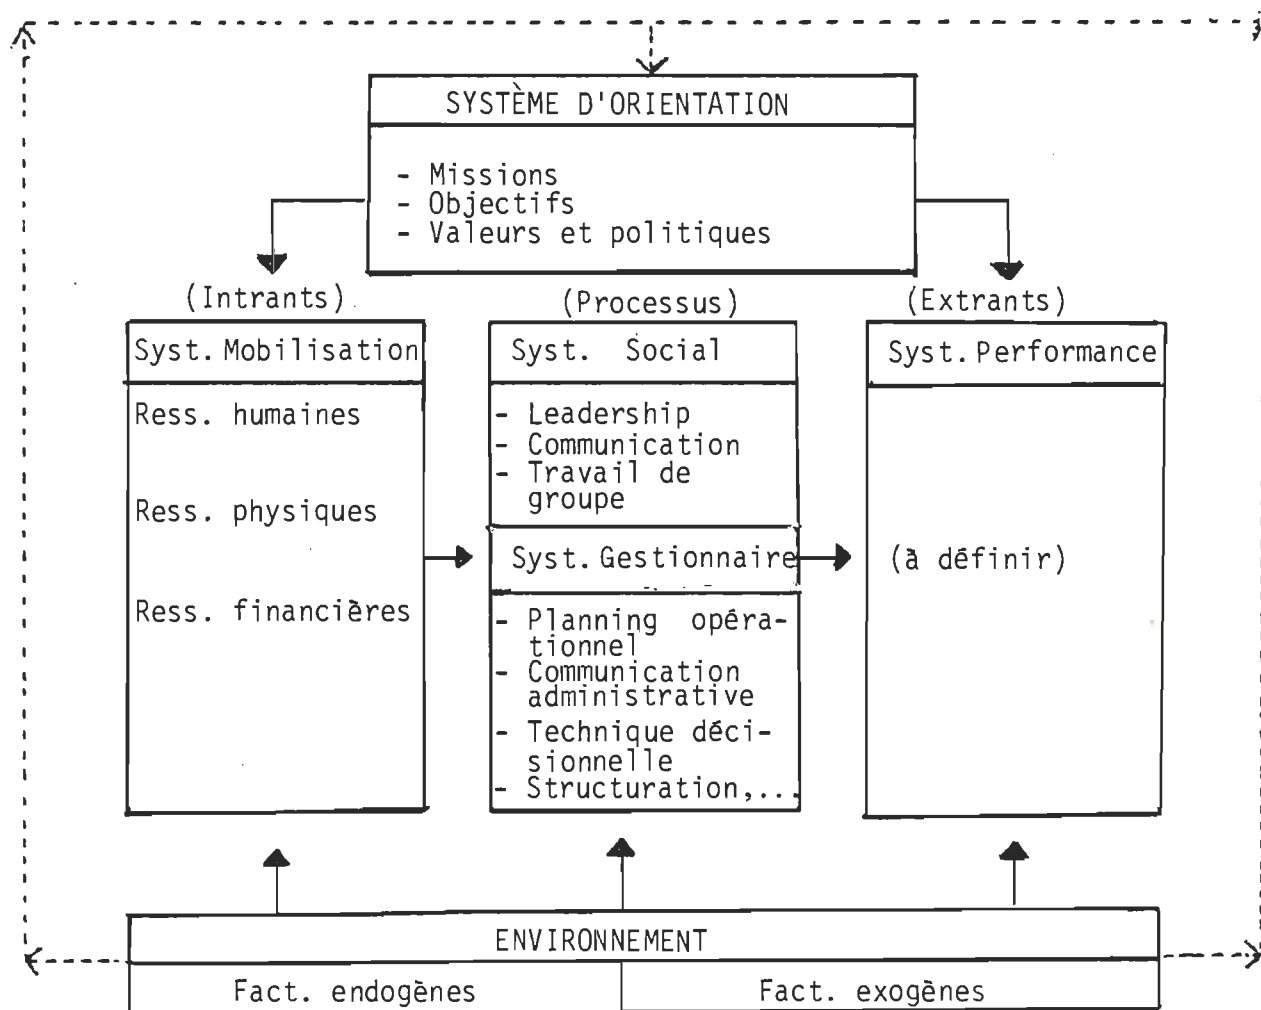 SYSTÈME D'ORIENTATION
- Missions
- Objectifs
- Valeurs et politiques
(Intrants)
Syst. Mobilisation
Ress. humaines
Ress. physiques
Ress. financières
(Processus)
Syst. Social
- Leadership
- Communication
- Travail de
groupe
Syst. Gestionnaire
- Planning opéra-
tionnel
- Communication
administrative
- Technique déci-
sionnelle
- Structuration,...
(Extrants)
Syst. Performance
(à définir)
ENVIRONNEMENT
Fact. endogènes
Fact. exogènes